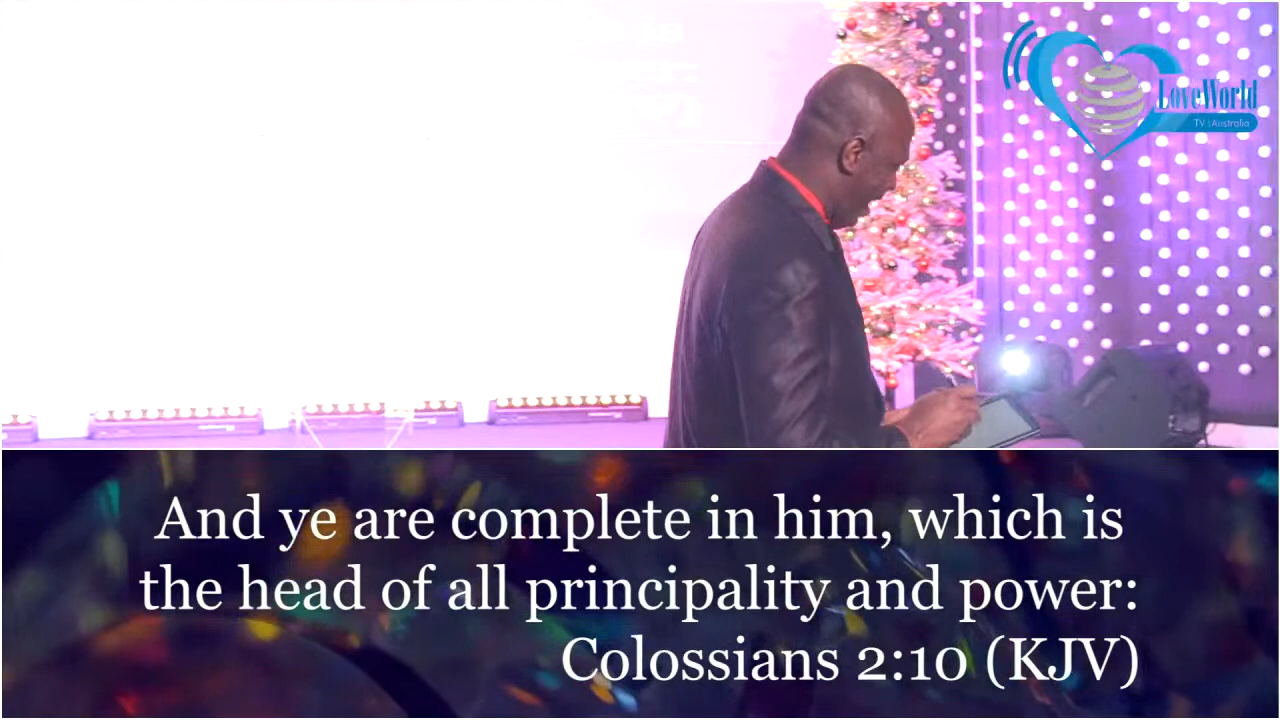 LoveWorld
TV | Australia
And ye are complete in him, which is
the head of all principality and power:
Colossians 2:10 (KJV)